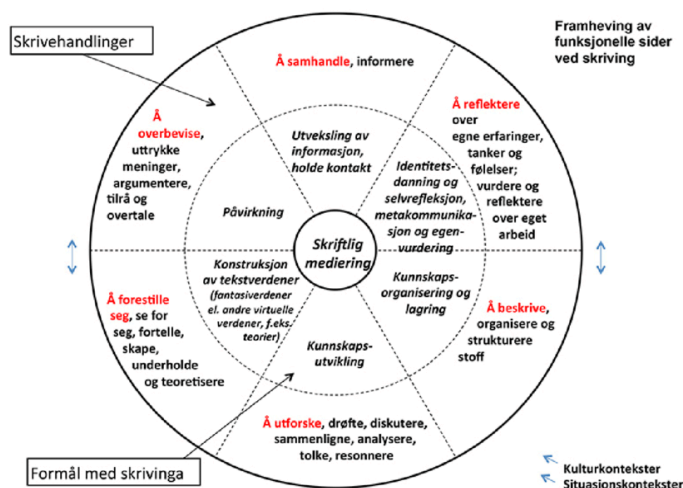 Skrivehandlinger
Framheving av
funksjonelle sider
ved skriving
Å samhandle, informere
Å
overbevise,
uttrykke
meninger,
argumentere,
tilrå og
overtale
Å reflektere
over
egne erfaringer,
tanker og
følelser;
vurdere og
reflektere
over eget
arbeid
Utveksling av
informasjon,
holde kontakt
Identitets-
danning og
selvrefleksjon,
metakommunika-
sjon og egen-
vurdering
Påvirkning
Skriftlig
mediering
Konstruksjon
av tekstverdener
(fantasiverdener
el. andre virtuelle
verdener, f.eks.
teorier)
Kunnskaps-
organisering og
lagring
Å forestille
seg, se for
seg, fortelle,
skape,
underholde
og teoretisere
Å beskrive,
organisere og
strukturere
stoff
Kunnskaps-
utvikling
Å utforske, drøfte, diskutere,
sammenligne, analysere,
tolke, resonnere
Formål med skrivinga
Kulturkontekster
Situasjonskontekster